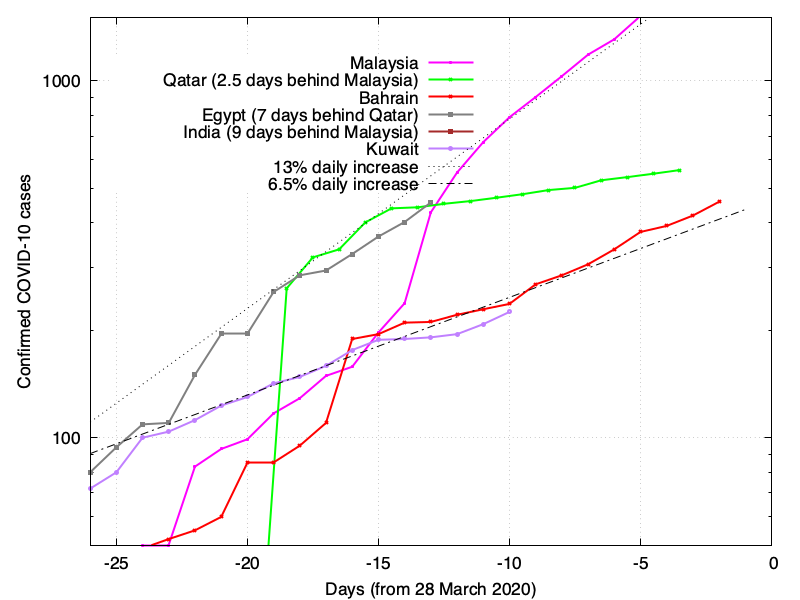 Malaysia
Qatar (2.5 days behind Malaysia)
Bahrain
Egypt (7 days behind Qatar)
India (9 days behind Malaysia)
Kuwait
13% daily increase
6.5% daily increase
1000
100
Confirmed COVID-10 cases
-25 -20 -15 -10 -5 0
Days (from 28 March 2020)